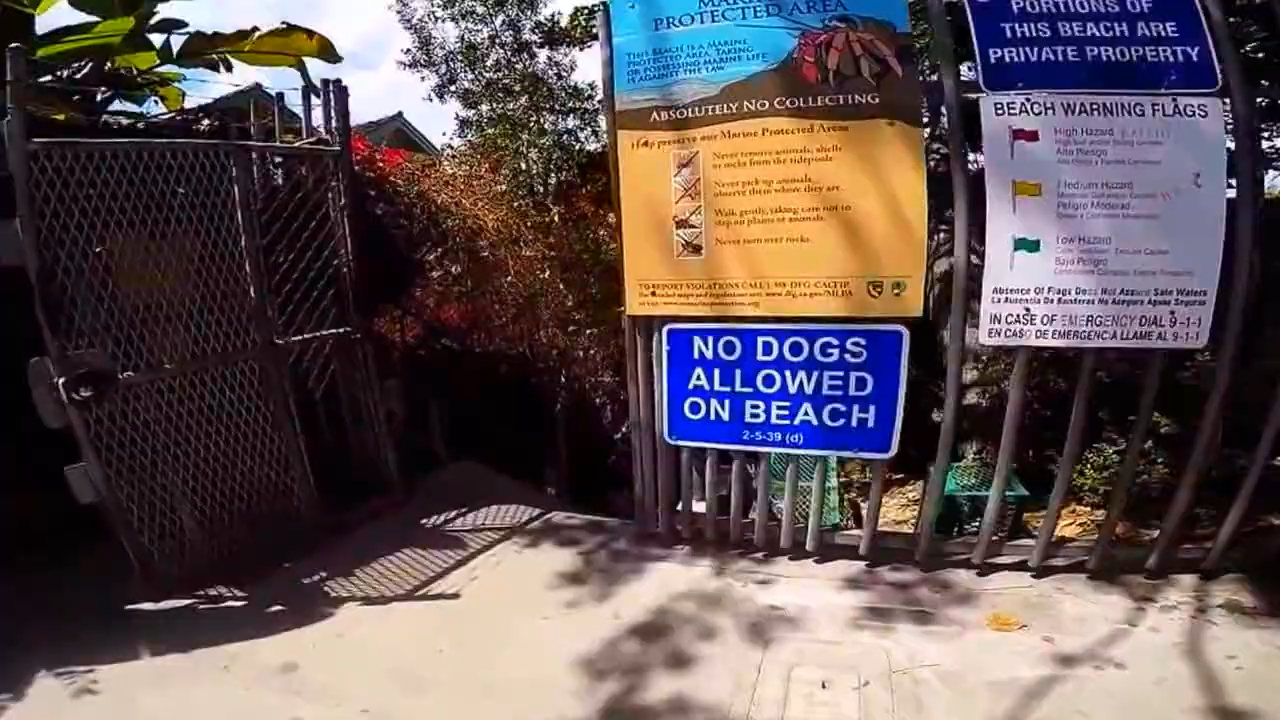 PROTECTED AREA
THIS BEACH IS A MARINE
PROTECTED AREA. TAKING
OR POSSESSING MARINE LIFE
IS AGAINST THE LAW
ABSOLUTELY NO COLLECTING
Help preserve our Marine Protected Areas
Never remove animals, shells
or rocks from the tidepools
Never pick up animals,
observe them where they are.
Walk gently, taking care not to
step on plants or animals.
Never turn over rocks.
TO REPORT VIOLATIONS CALL 1-888-DFG-CALTIP
NO DOGS
ALLOWED
ON BEACH
2-5-39 (d)
PORTIONS OF
THIS BEACH ARE
PRIVATE PROPERTY
BEACH WARNING FLAGS
High Hazard
Alto Riesgo
Medium Hazard
Peligro Moderad
Low Hazard
Bajo Peligro
Absence Of Flags Does Not Assure Safe Waters
La Ausencia De Banderas No Asegura Aguas Seguras
IN CASE OF EMERGENCY DIAL 9-1-1
EN CASO DE EMERGENCIA LLAME AL 9-1-1